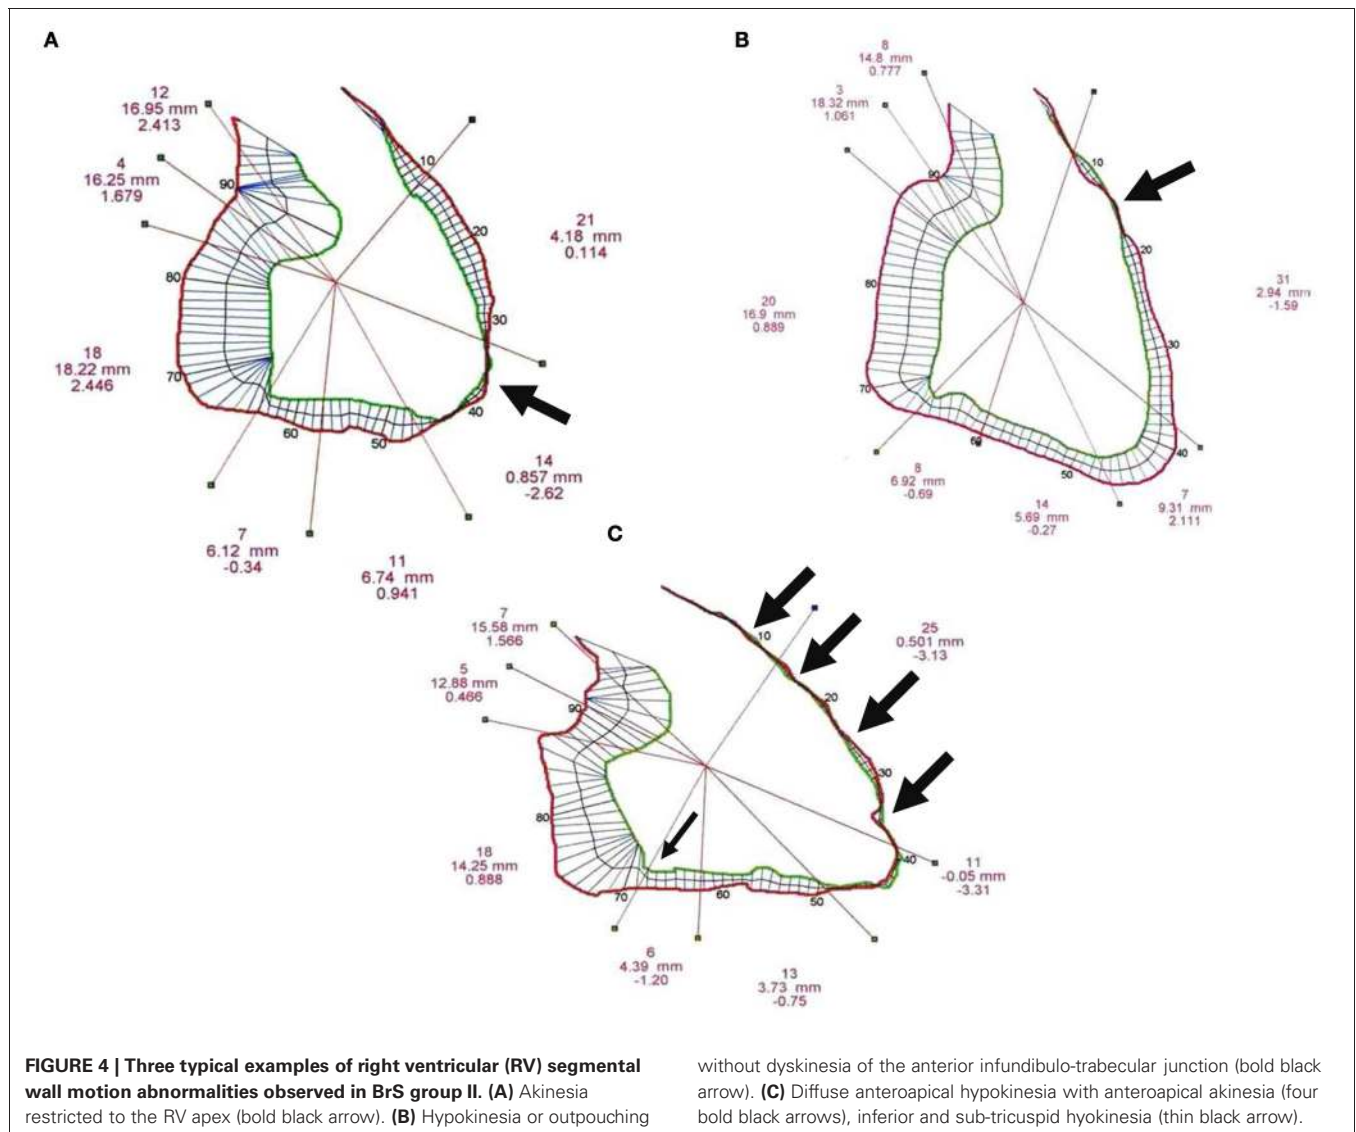 A
12
16.95 mm
2.413
4
16.25 mm
1.679
90
80
18
18.22 mm
2.446
70
60
50
40
30
20
10
21
4.18 mm
0.114
14
0.857 mm
-2.62
7
6.12 mm
-0.34
11
6.74 mm
0.941
B
8
14.8 mm
0.777
3
18.32 mm
1.061
90
80
20
16.9 mm
0.889
70
60
50
40
30
20
10
31
2.94 mm
-1.59
8
6.92 mm
-0.69
14
5.69 mm
-0.27
7
9.31 mm
2.111
C
7
15.58 mm
1.566
5
12.88 mm
0.466
90
80
18
14.25 mm
0.888
70
60
50
40
30
20
10
25
0.501 mm
-3.13
11
-0.05 mm
-3.31
6
4.39 mm
-1.20
13
3.73 mm
-0.75
FIGURE 4 | Three typical examples of right ventricular (RV) segmental
wall motion abnormalities observed in BrS group II. (A) Akinesia
restricted to the RV apex (bold black arrow). (B) Hypokinesia or outpouching
without dyskinesia of the anterior infundibulo-trabecular junction (bold black
arrow). (C) Diffuse anteroapical hypokinesia with anteroapical akinesia (four
bold black arrows), inferior and sub-tricuspid hyokinesia (thin black arrow).